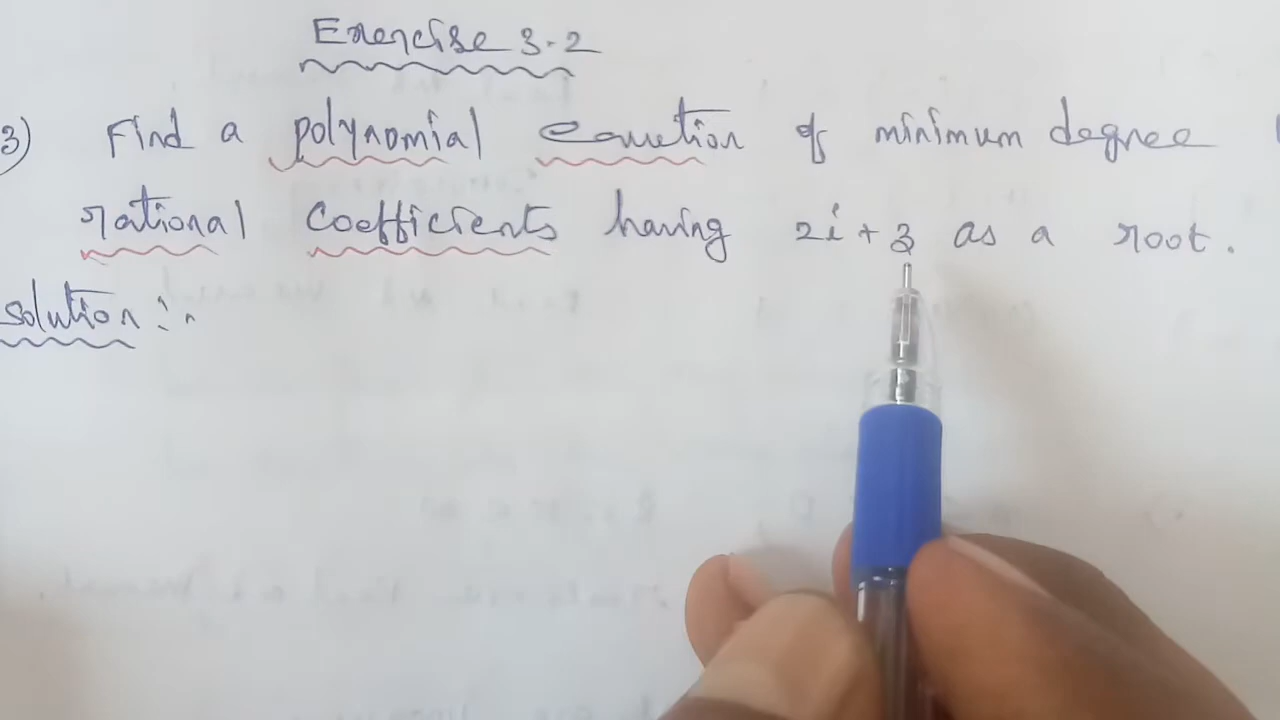 Exercise 3.2
3) Find a polynomial equation of minimum degree
rational coefficients having 2i+3 as a root.
Solution :-